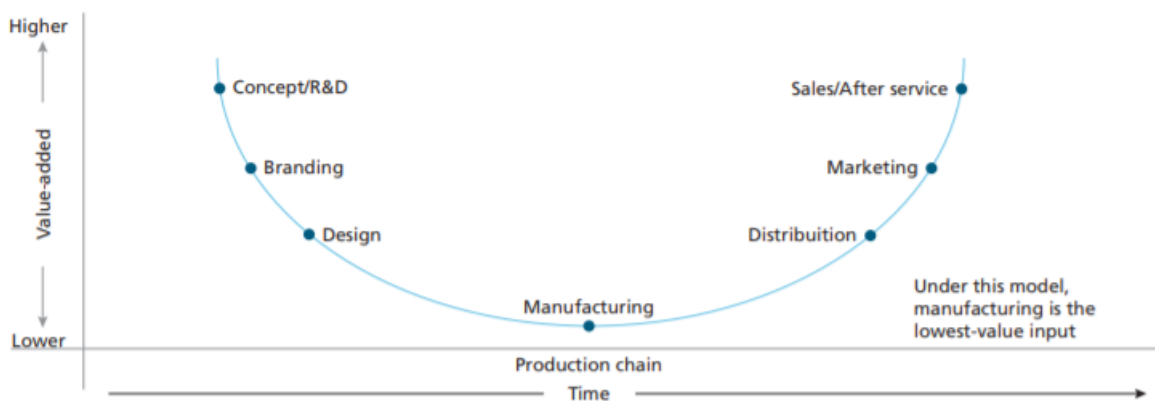 Higher
Concept/R&D
Sales/After service
Value-added
Branding
Marketing
Design
Distribuition
Under this model,
manufacturing is the
lowest-value input
Manufacturing
Lower
Production chain
Time